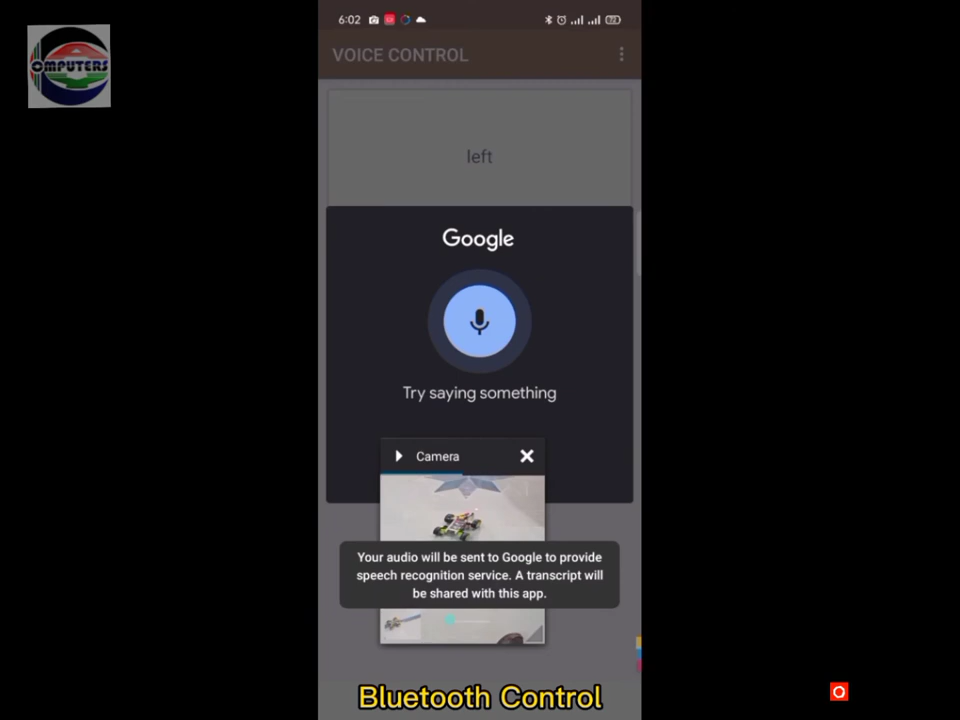 6:02
OMPUTERS
VOICE CONTROL
left
Google
Try saying something
Camera
Your audio will be sent to Google to provide
speech recognition service. A transcript will
be shared with this app.
Bluetooth Control